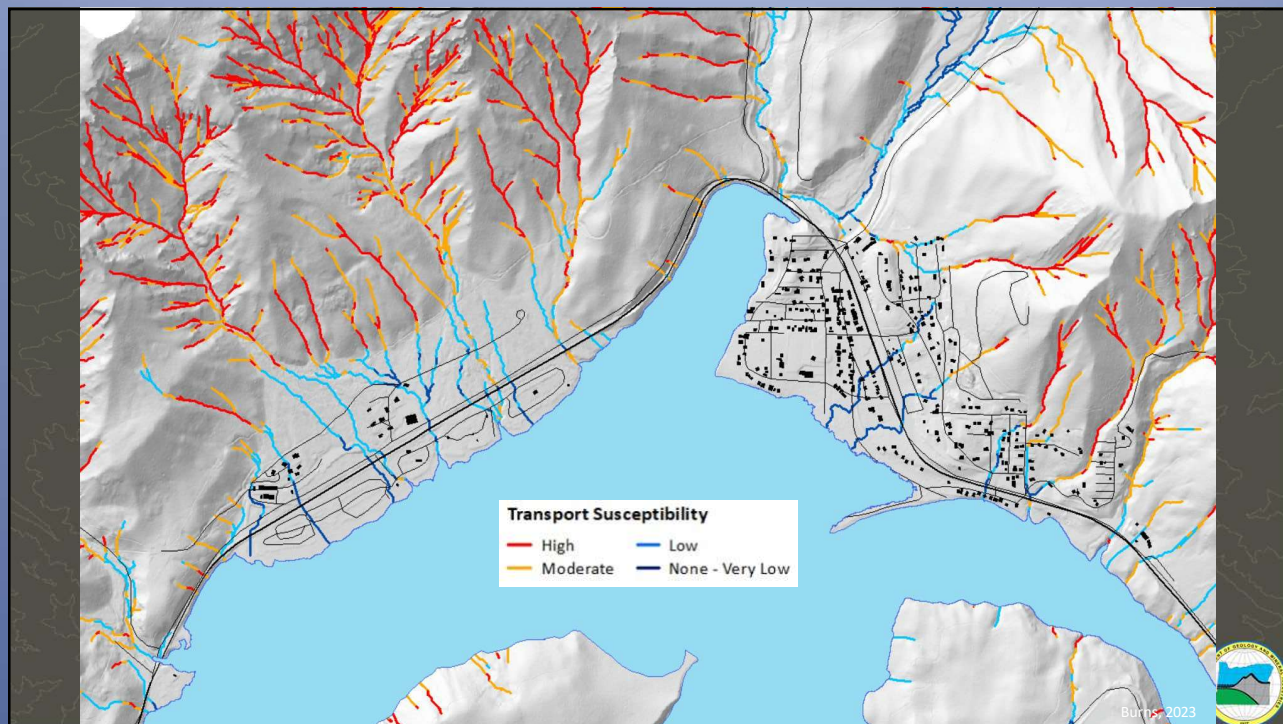 Transport Susceptibility
High
Low
Moderate
None - Very Low
Burns, 2023